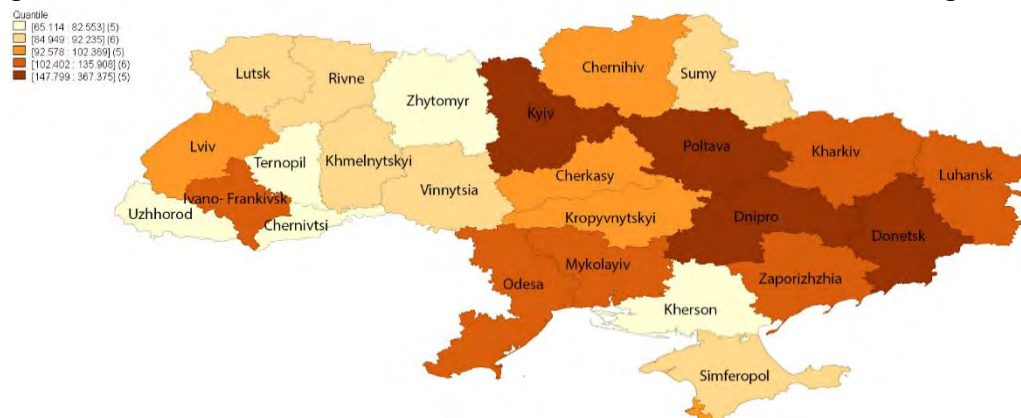 Quantile
[65.114 : 82.553] (5)
[84.949 : 92.235] (6)
[92.578 : 102.369] (5)
[102.402 : 135.908] (6)
[147.799 : 367.375] (5)
Chernihiv
Lutsk
Rivne
Sumy
Zhytomyr
Kyiv
Lviv
Poltava
Kharkiv
Ternopil
Khmelnytskyi
Cherkasy
Luhansk
Vinnytsia
Ivano- Frankivsk
Uzhhorod
Kropyvnytskyi
Dnipro
Chernivtsi
Donetsk
Mykolayiv
Zaporizhzhia
Odesa
Kherson
Simferopol